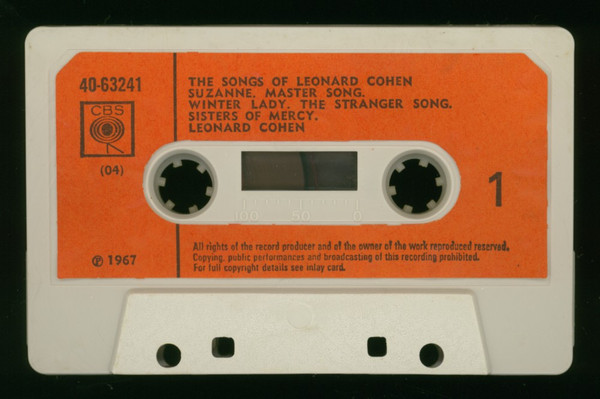 40-63241
CBS
(04)
℗ 1967
THE SONGS OF LEONARD COHEN
SUZANNE. MASTER SONG.
WINTER LADY. THE STRANGER SONG.
SISTERS OF MERCY.
LEONARD COHEN
100 50 0
1
All rights of the record producer and of the owner of the work reproduced reserved.
Copying, public performances and broadcasting of this recording prohibited.
For full copyright details see inlay card.